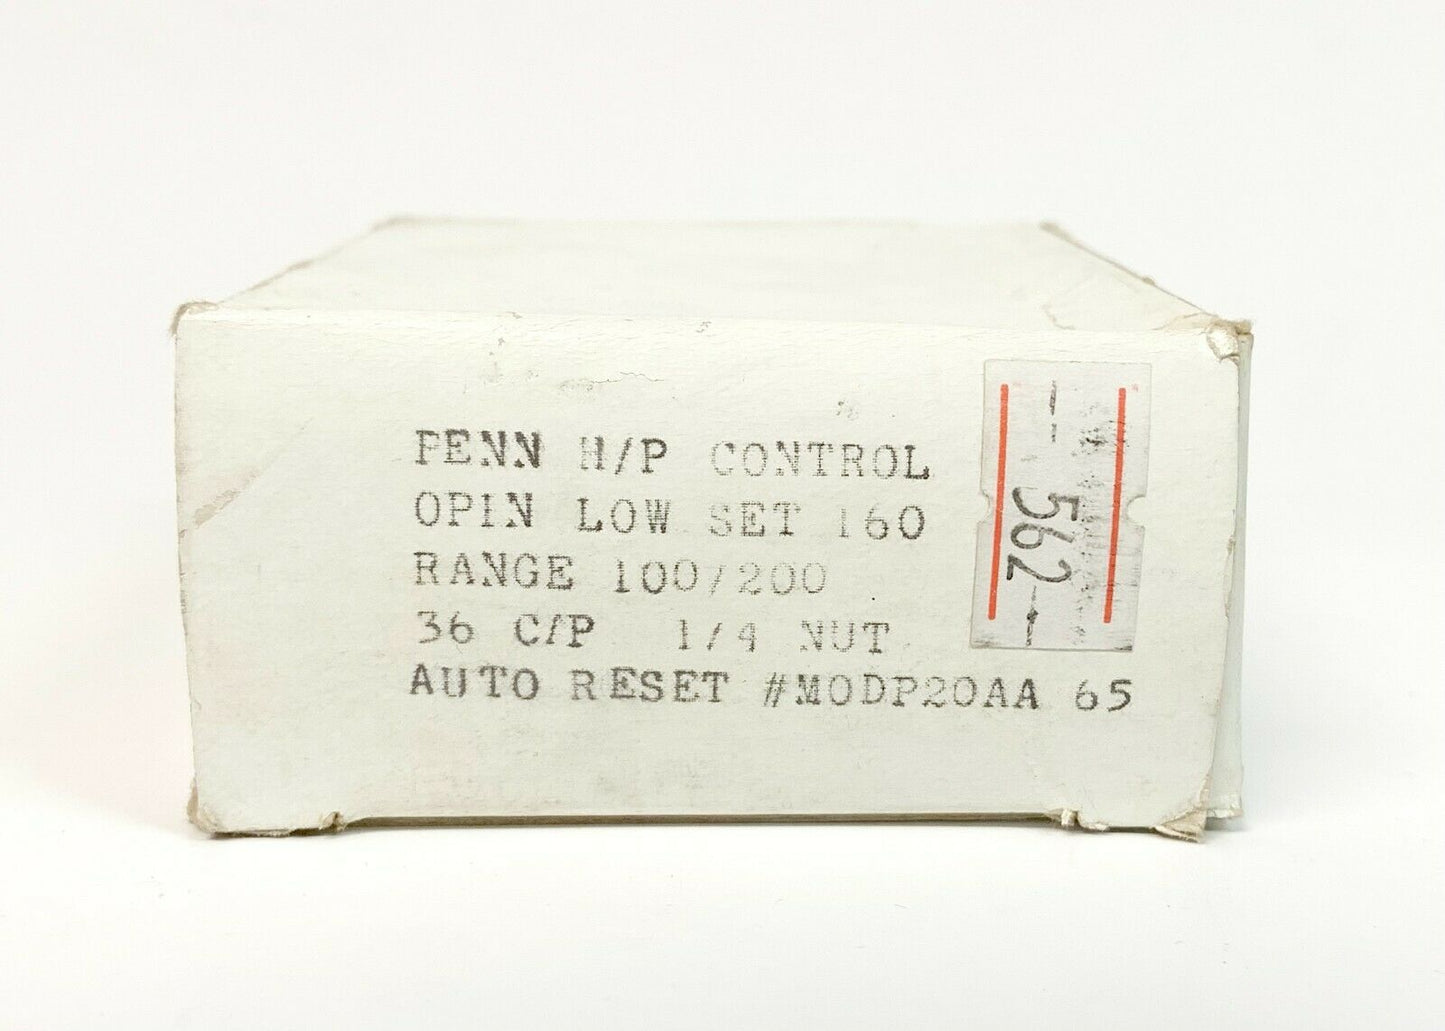 PENN H/P CONTROL
OPIN LOW SET 160
RANGE 100/200
36 C/P 1/4 NUT
AUTO RESET #MODP20AA 65
562